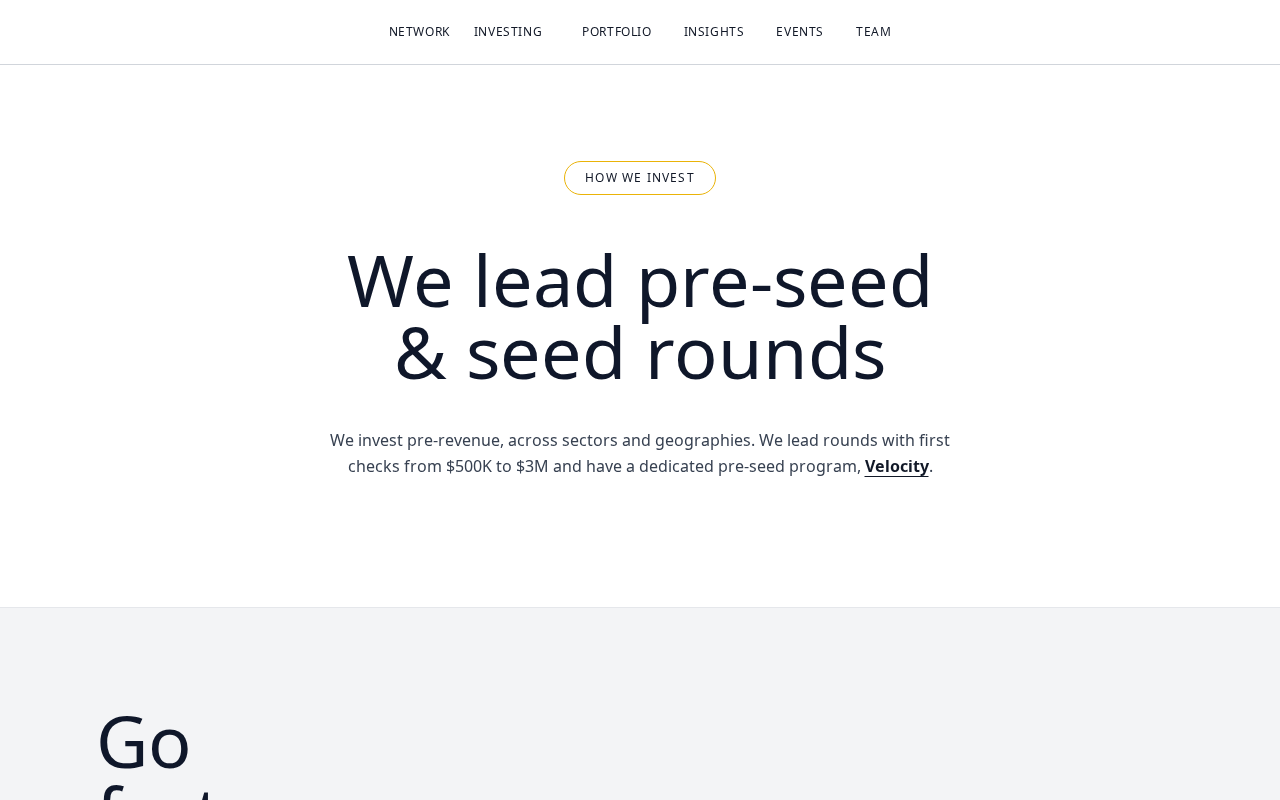 NETWORK INVESTING PORTFOLIO INSIGHTS EVENTS TEAM
HOW WE INVEST
We lead pre-seed
& seed rounds
We invest pre-revenue, across sectors and geographies. We lead rounds with first
checks from $500K to $3M and have a dedicated pre-seed program, Velocity.
Go